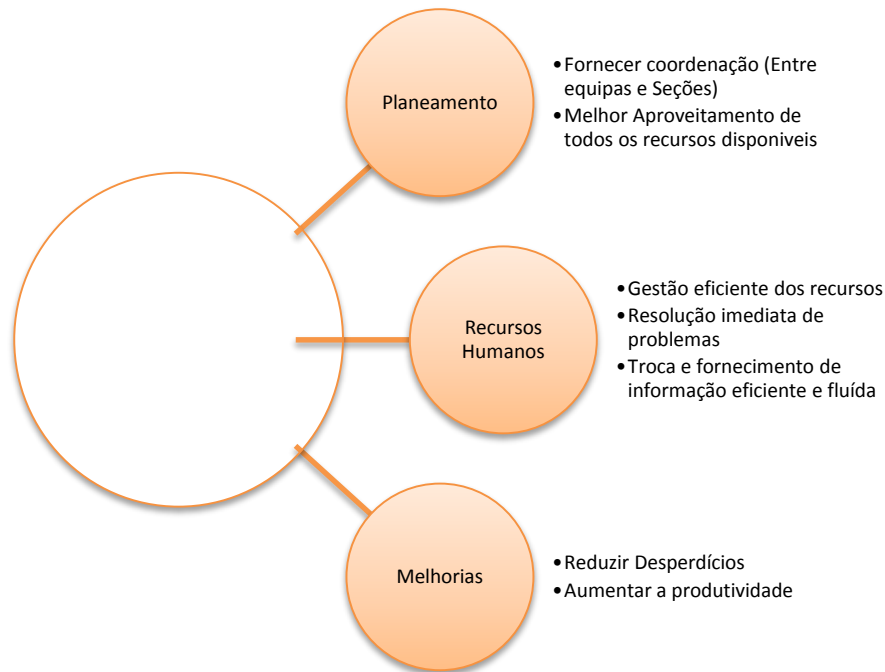 Planeamento
•Fornecer coordenação (Entre
equipas e Seções)
•Melhor Aproveitamento de
todos os recursos disponiveis
Recursos
Humanos
•Gestão eficiente dos recursos
•Resolução imediata de
problemas
•Troca e fornecimento de
informação eficiente e fluída
Melhorias
•Reduzir Desperdícios
•Aumentar a produtividade